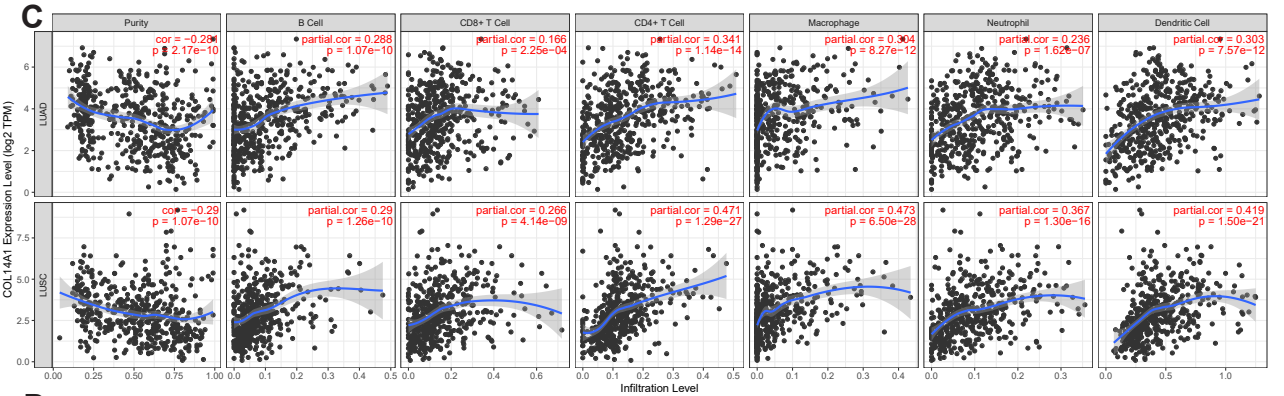 C
Purity
B Cell
CD8+ T Cell
CD4+ T Cell
Macrophage
Neutrophil
Dendritic Cell
COL14A1 Expression Level (log2 TPM)
LUAD
6
4
2
0
cor = −0.281
p = 2.17e−10
partial.cor = 0.288
p = 1.07e−10
partial.cor = 0.166
p = 2.25e−04
partial.cor = 0.341
p = 1.14e−14
partial.cor = 0.304
p = 8.27e−12
partial.cor = 0.236
p = 1.62e−07
partial.cor = 0.303
p = 7.57e−12
LUSC
7.5
5.0
2.5
0.0
cor = −0.29
p = 1.07e−10
partial.cor = 0.29
p = 1.26e−10
partial.cor = 0.266
p = 4.14e−09
partial.cor = 0.471
p = 1.29e−27
partial.cor = 0.473
p = 6.50e−28
partial.cor = 0.367
p = 1.30e−16
partial.cor = 0.419
p = 1.50e−21
0.00 0.25 0.50 0.75 1.00
0.0 0.1 0.2 0.3 0.4 0.5
0.0 0.2 0.4 0.6
0.0 0.1 0.2 0.3 0.4 0.5
0.0 0.1 0.2 0.3 0.4
0.0 0.1 0.2 0.3
0.0 0.5 1.0
Infiltration Level